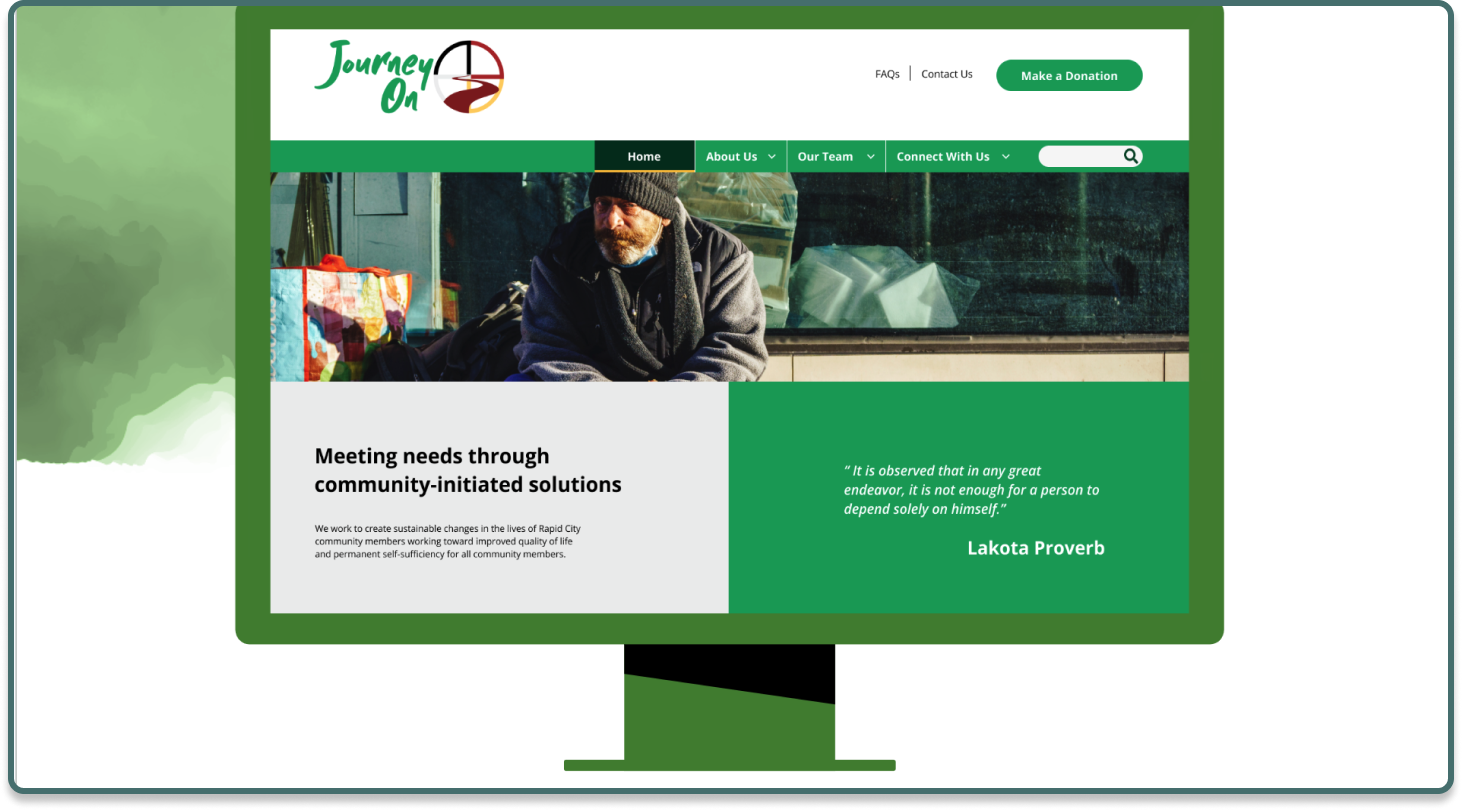 Journey
On
FAQs
Contact Us
Make a Donation
Home
About Us
Our Team
Connect With Us
Meeting needs through
community-initiated solutions
We work to create sustainable changes in the lives of Rapid City
community members working toward improved quality of life
and permanent self-sufficiency for all community members.
“ It is observed that in any great
endeavor, it is not enough for a person to
depend solely on himself.”
Lakota Proverb